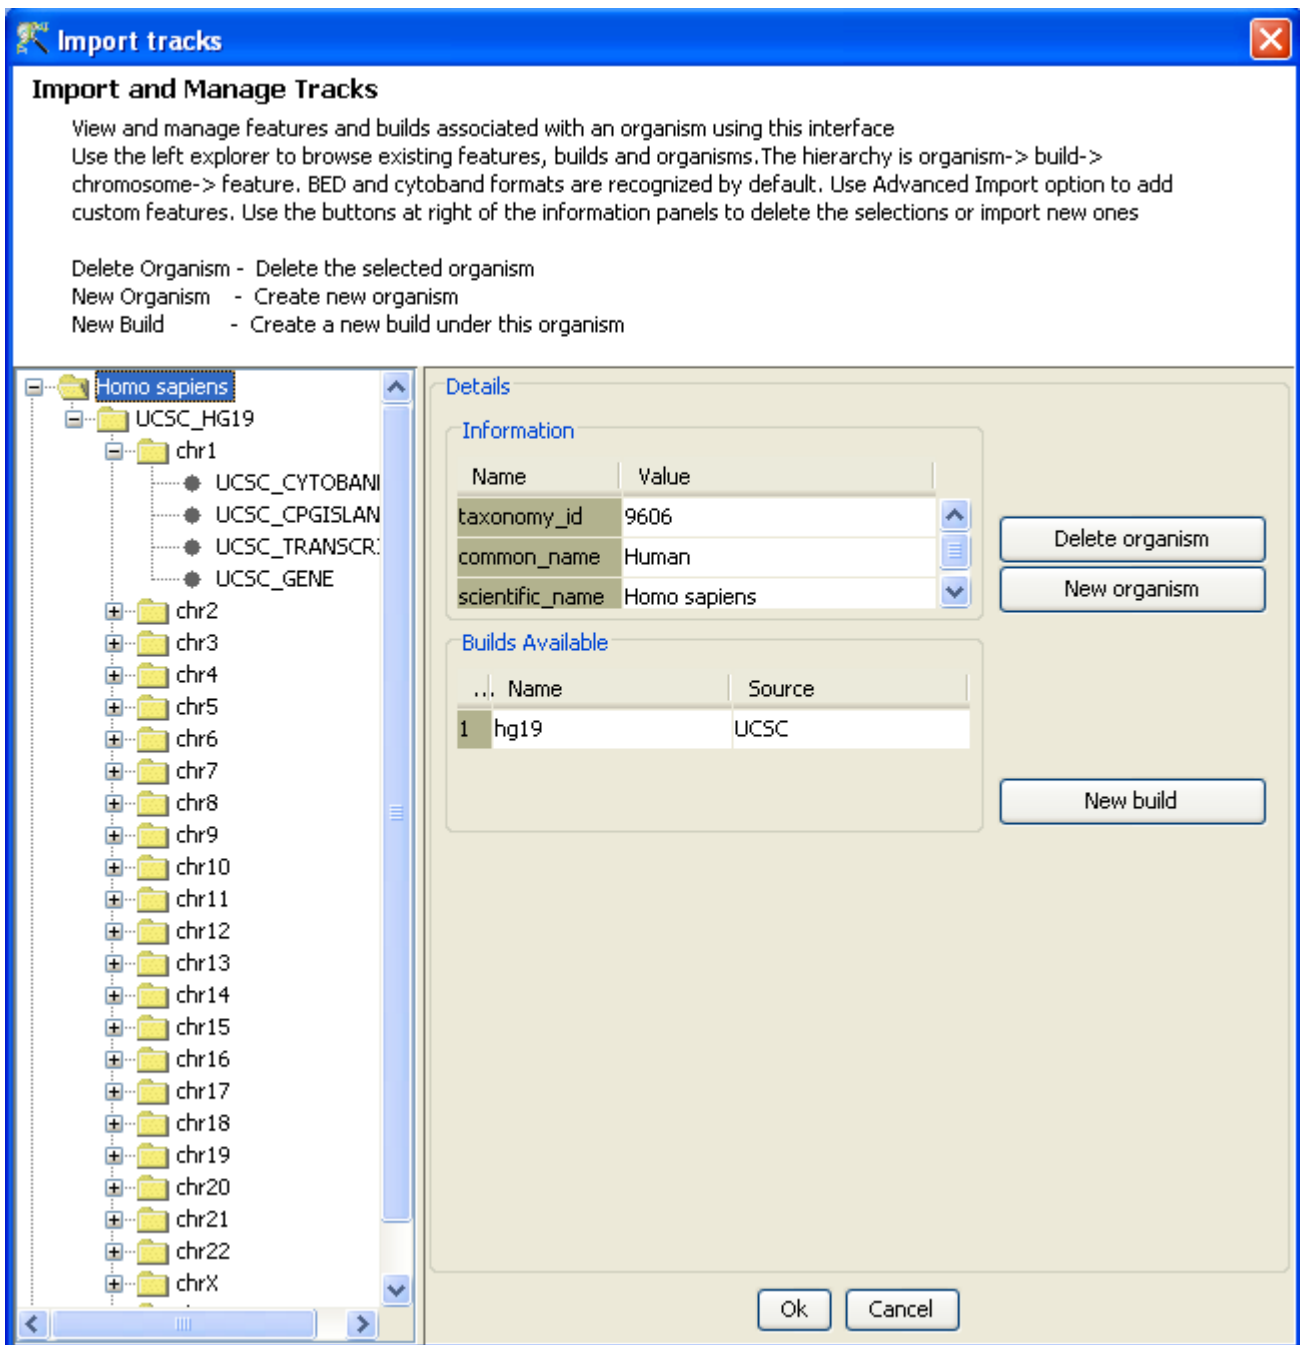 Import tracks
Import and Manage Tracks
View and manage features and builds associated with an organism using this interface
Use the left explorer to browse existing features, builds and organisms.The hierarchy is organism-> build->
chromosome-> feature. BED and cytoband formats are recognized by default. Use Advanced Import option to add
custom features. Use the buttons at right of the information panels to delete the selections or import new ones
Delete Organism - Delete the selected organism
New Organism - Create new organism
New Build - Create a new build under this organism
Homo sapiens
UCSC_HG19
chr1
UCSC_CYTOBAN
UCSC_CPGISLAN
UCSC_TRANSCR
UCSC_GENE
chr2
chr3
chr4
chr5
chr6
chr7
chr8
chr9
chr10
chr11
chr12
chr13
chr14
chr15
chr16
chr17
chr18
chr19
chr20
chr21
chr22
chrX
Details
Information
Name Value
taxonomy_id 9606
common_name Human
scientific_name Homo sapiens
Delete organism
New organism
Builds Available
... Name Source
1 hg19 UCSC
New build
Ok Cancel